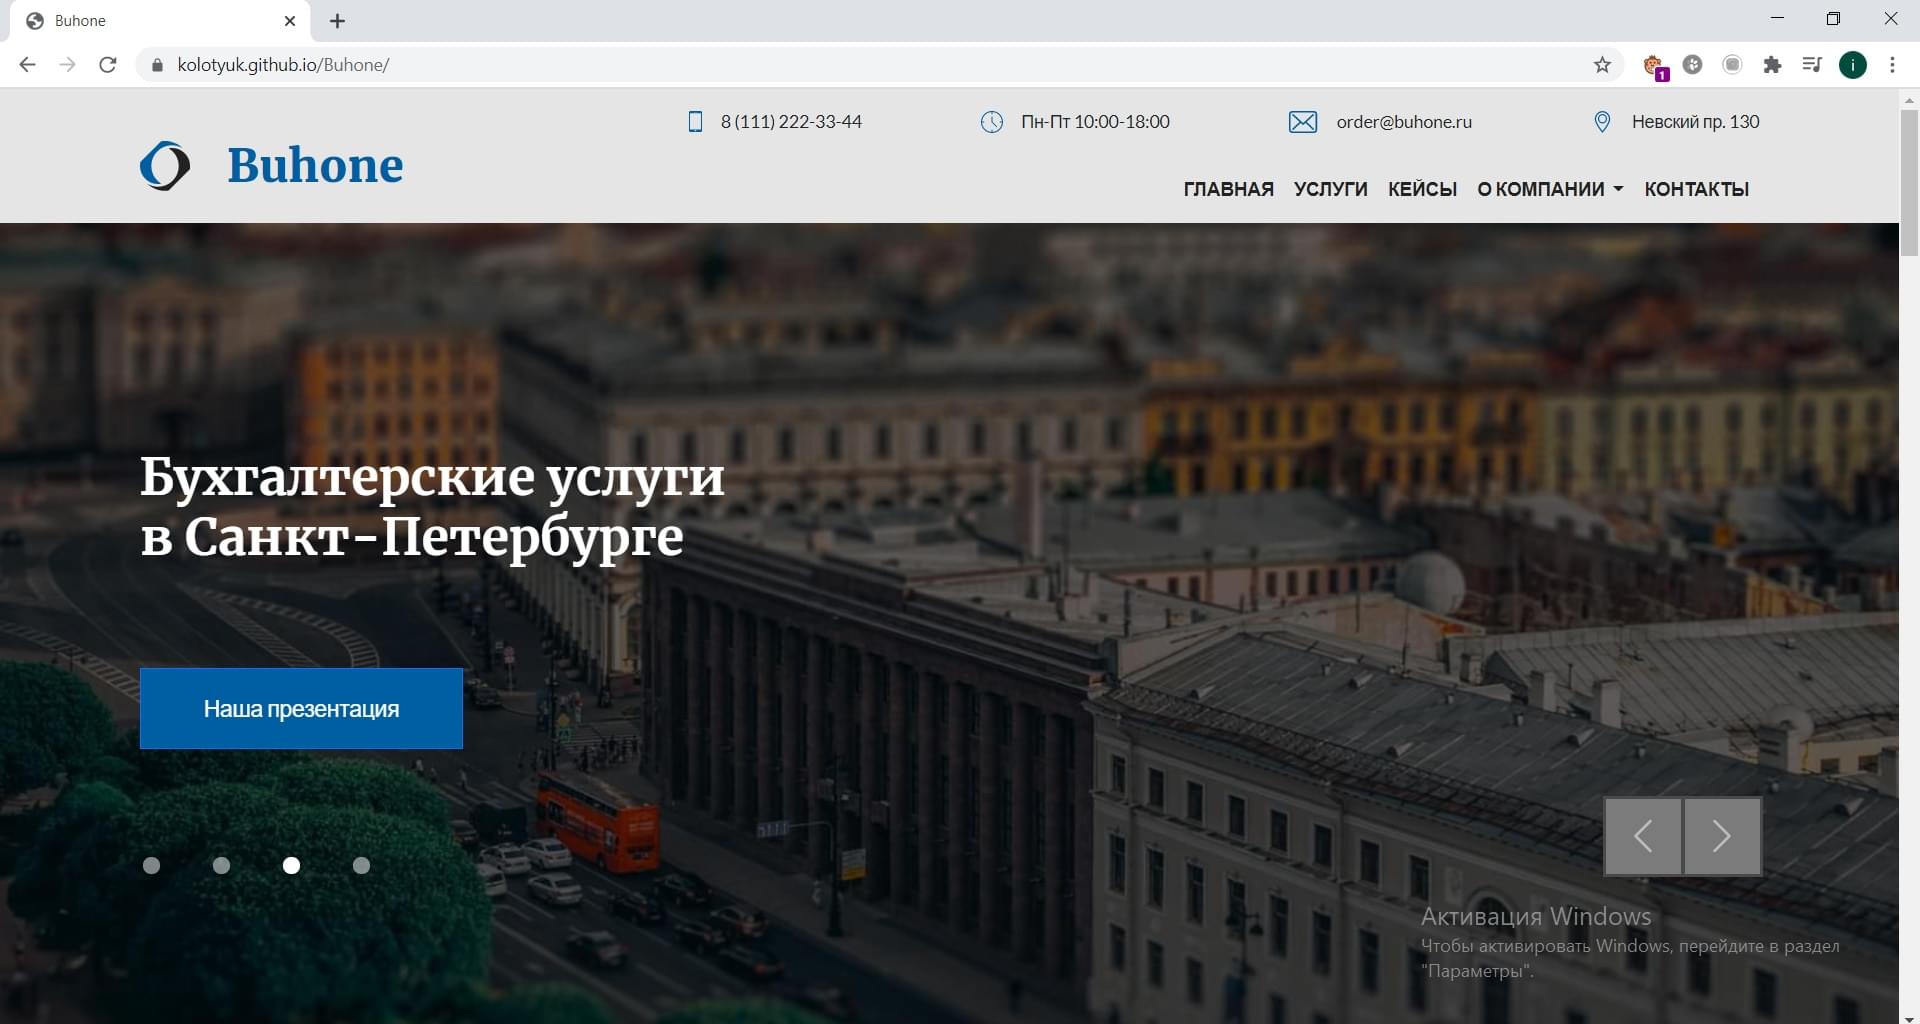 Buhone
kolotyuk.github.io/Buhone/
1
i
8 (111) 222-33-44
Пн-Пт 10:00-18:00
order@buhone.ru
Невский пр. 130
Buhone
ГЛАВНАЯ
УСЛУГИ
КЕЙСЫ
О КОМПАНИИ
КОНТАКТЫ
Бухгалтерские услуги
в Санкт-Петербурге
Наша презентация
Активация Windows
Чтобы активировать Windows, перейдите в раздел
"Параметры".